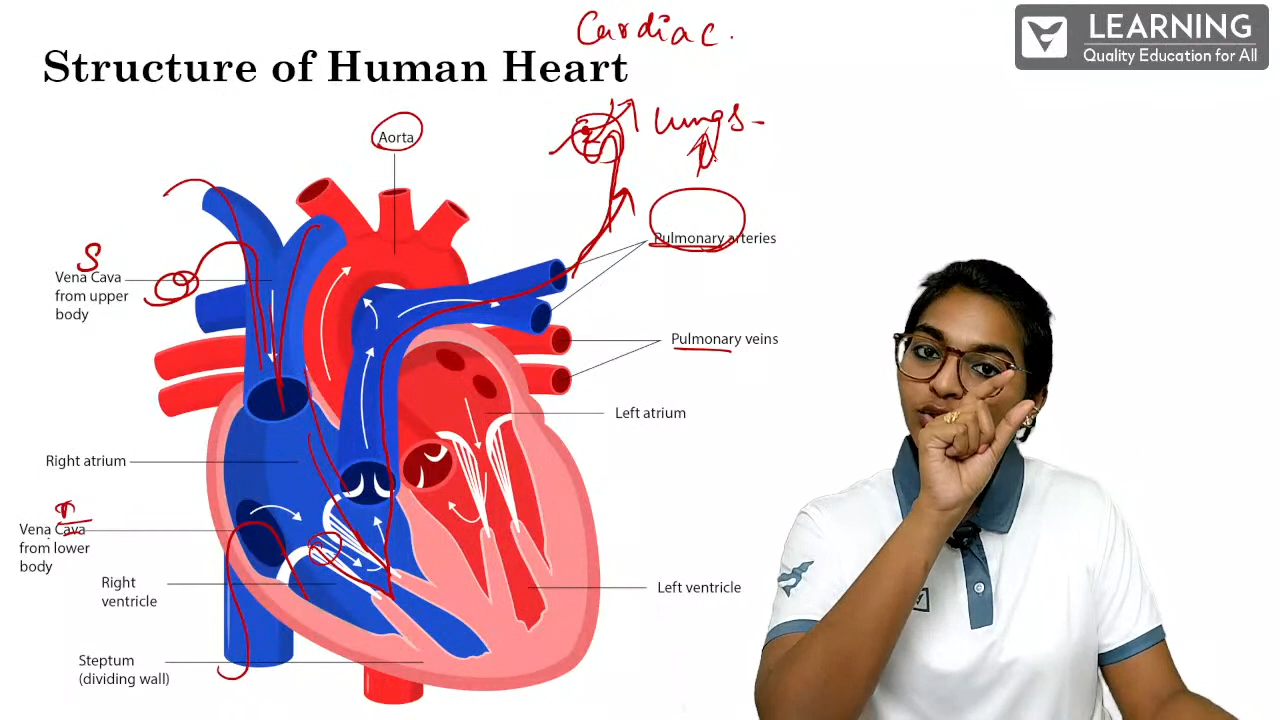 Cardiac.
LEARNING
Quality Education for All
Structure of Human Heart
Lungs -
Aorta
Pulmonary arteries
S
Vena Cava
from upper
body
Pulmonary veins
Left atrium
Right atrium
Vena Cava
from lower
body
Right
ventricle
Left ventricle
Steptum
(dividing wall)